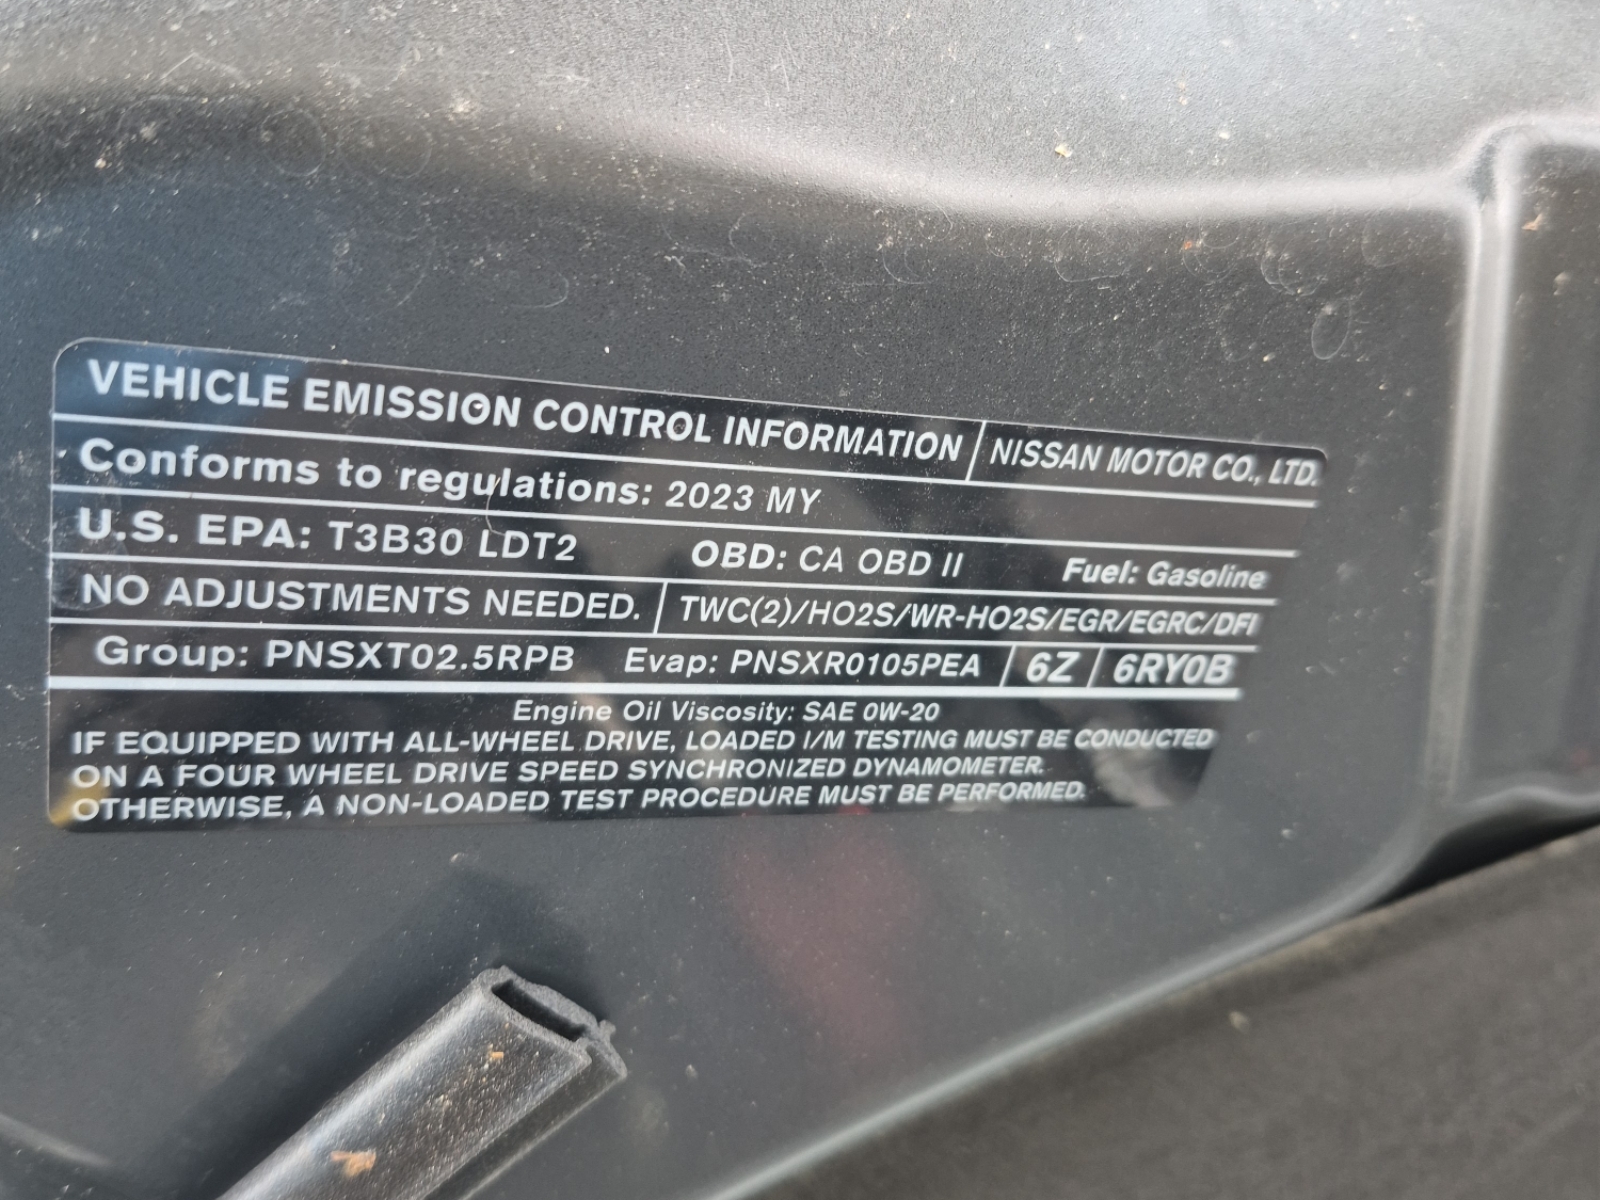 VEHICLE EMISSION CONTROL INFORMATION NISSAN MOTOR CO., LTD.
Conforms to regulations: 2023 MY
U.S. EPA: T3B30 LDT2 OBD: CA OBD II Fuel: Gasoline
NO ADJUSTMENTS NEEDED. TWC(2)/HO2S/WR-HO2S/EGR/EGRC/DFI
Group: PNSXT02.5RPB Evap: PNSXR0105PEA 6Z 6RY0B
Engine Oil Viscosity: SAE 0W-20
IF EQUIPPED WITH ALL-WHEEL DRIVE, LOADED I/M TESTING MUST BE CONDUCTED
ON A FOUR WHEEL DRIVE SPEED SYNCHRONIZED DYNAMOMETER.
OTHERWISE, A NON-LOADED TEST PROCEDURE MUST BE PERFORMED.